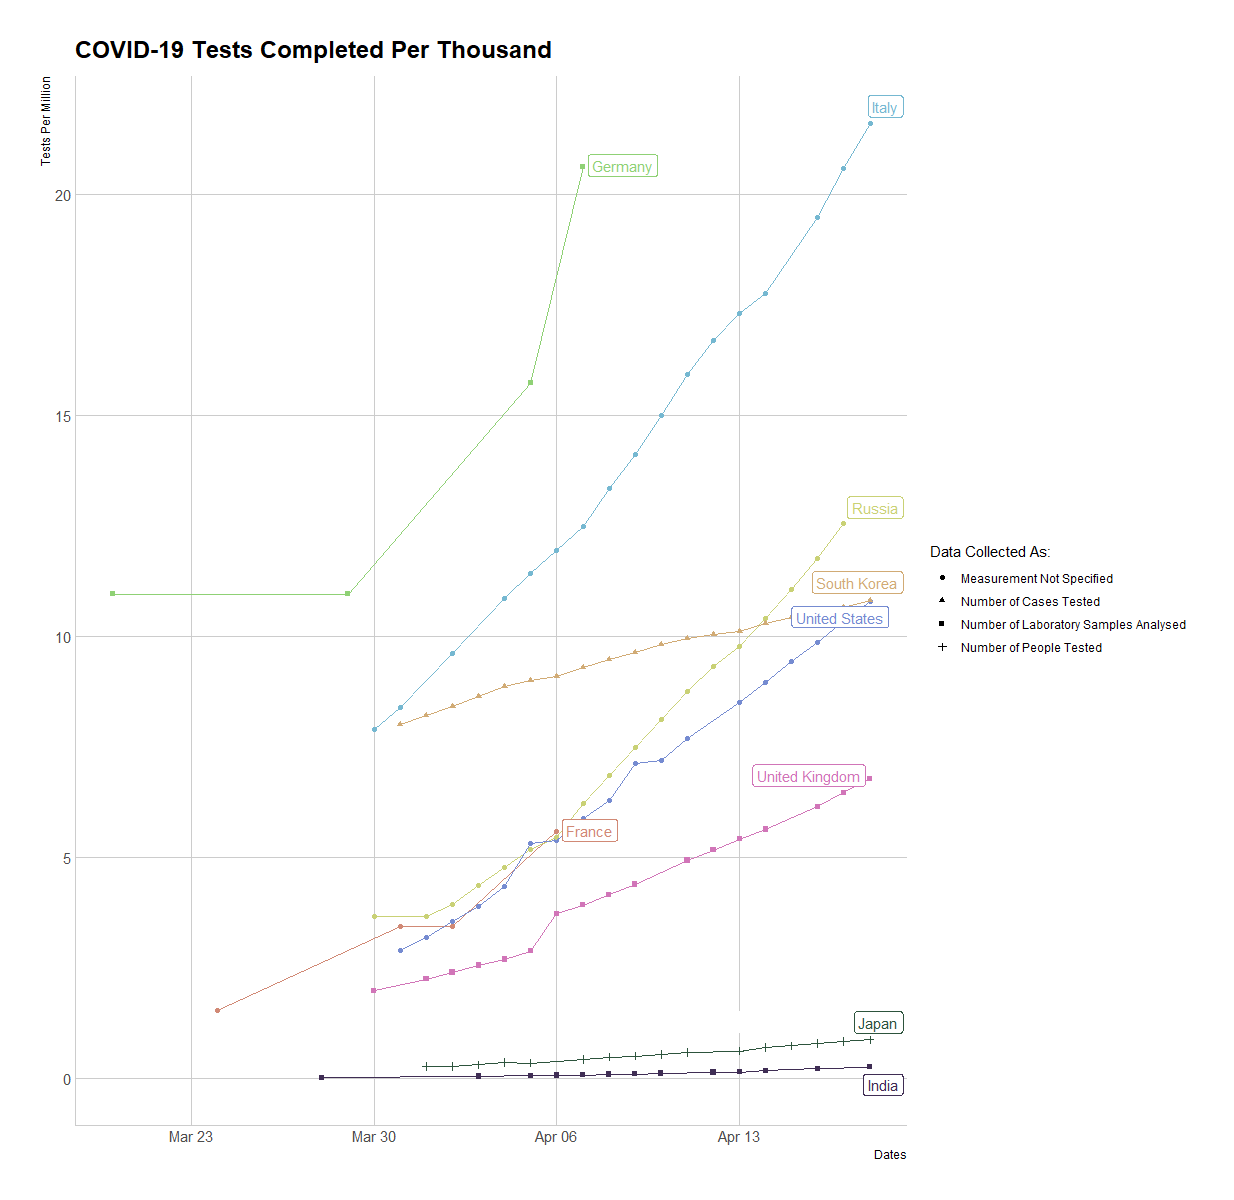 COVID-19 Tests Completed Per Thousand
Tests Per Million
Italy
Germany
20
15
Russia
Data Collected As:
Measurement Not Specified
South Korea
Number of Cases Tested
United States
Number of Laboratory Samples Analysed
10
Number of People Tested
United Kingdom
France
5
Japan
0
India
Mar 23
Mar 30
Apr 06
Apr 13
Dates